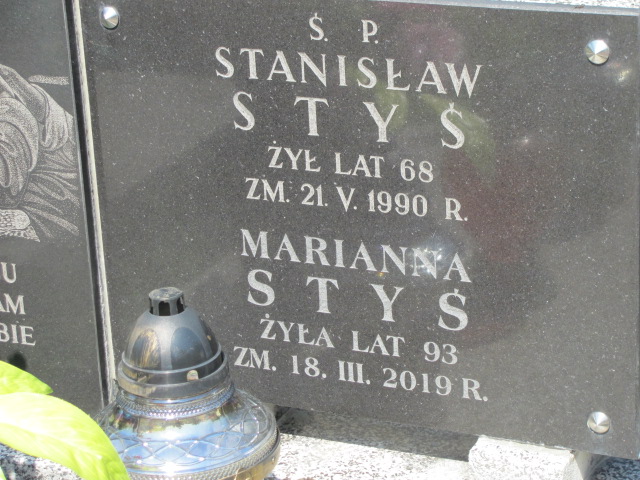 Ś. P.
STANISŁAW
STYŚ
ŻYŁ LAT 68
ZM. 21. V. 1990 R.
MARIANNA
STYŚ
ŻYŁA LAT 93
ZM. 18. III. 2019 R.
U
AM
BIE